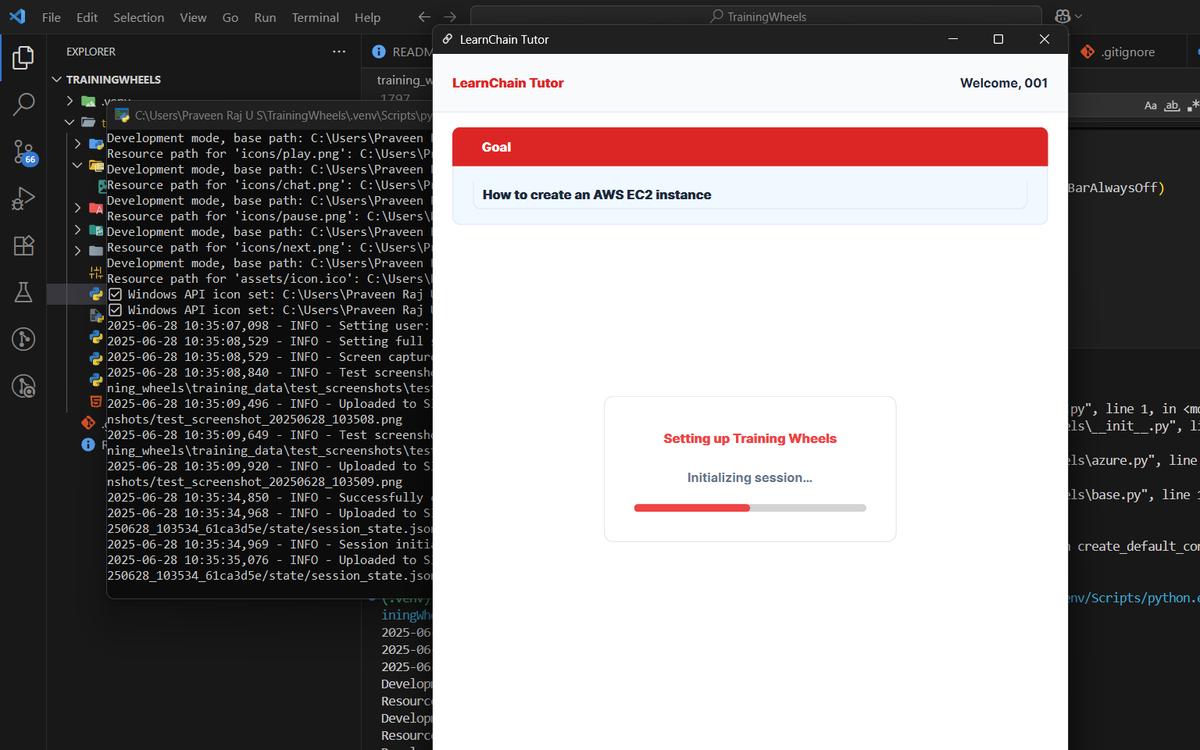 File Edit Selection View Go Run Terminal Help
TrainingWheels
EXPLORER
TRAININGWHEELS
.venv
README
.gitignore
training_w
1797
Aa ab
66
C:\Users\Praveen Raj U S\TrainingWheels\.venv\Scripts\py
Development mode, base path: C:\Users\Praveen
Resource path for 'icons/play.png': C:\Users\P
Development mode, base path: C:\Users\Praveen
Resource path for 'icons/chat.png': C:\Users\P
Development mode, base path: C:\Users\Praveen
Resource path for 'icons/pause.png': C:\Users\
Development mode, base path: C:\Users\Praveen
Resource path for 'icons/next.png': C:\Users\P
Development mode, base path: C:\Users\Praveen
Resource path for 'assets/icon.ico': C:\Users\
Windows API icon set: C:\Users\Praveen Raj
Windows API icon set: C:\Users\Praveen Raj
2025-06-28 10:35:07,098 - INFO - Setting user:
2025-06-28 10:35:08,529 - INFO - Setting full
2025-06-28 10:35:08,529 - INFO - Screen capture
2025-06-28 10:35:08,840 - INFO - Test screensh
ning_wheels\training_data\test_screenshots\test
2025-06-28 10:35:09,496 - INFO - Uploaded to S
nshots/test_screenshot_20250628_103508.png
2025-06-28 10:35:09,649 - INFO - Test screensh
ning_wheels\training_data\test_screenshots\test
2025-06-28 10:35:09,920 - INFO - Uploaded to S
nshots/test_screenshot_20250628_103509.png
2025-06-28 10:35:34,850 - INFO - Successfully
2025-06-28 10:35:34,968 - INFO - Uploaded to S
250628_103534_61ca3d5e/state/session_state.json
2025-06-28 10:35:34,969 - INFO - Session initia
2025-06-28 10:35:35,076 - INFO - Uploaded to S
250628_103534_61ca3d5e/state/session_state.json
(.venv)
iningWh
2025-06
2025-06
2025-06
Develop
Resourc
Develop
Resourc
LearnChain Tutor
LearnChain Tutor
Welcome, 001
Goal
How to create an AWS EC2 instance
Setting up Training Wheels
Initializing session...
BarAlwaysOff)
py", line 1, in <mo
els\__init__.py", li
els\azure.py", line
els\base.py", line 1
n create_default_con
env/Scripts/python.e